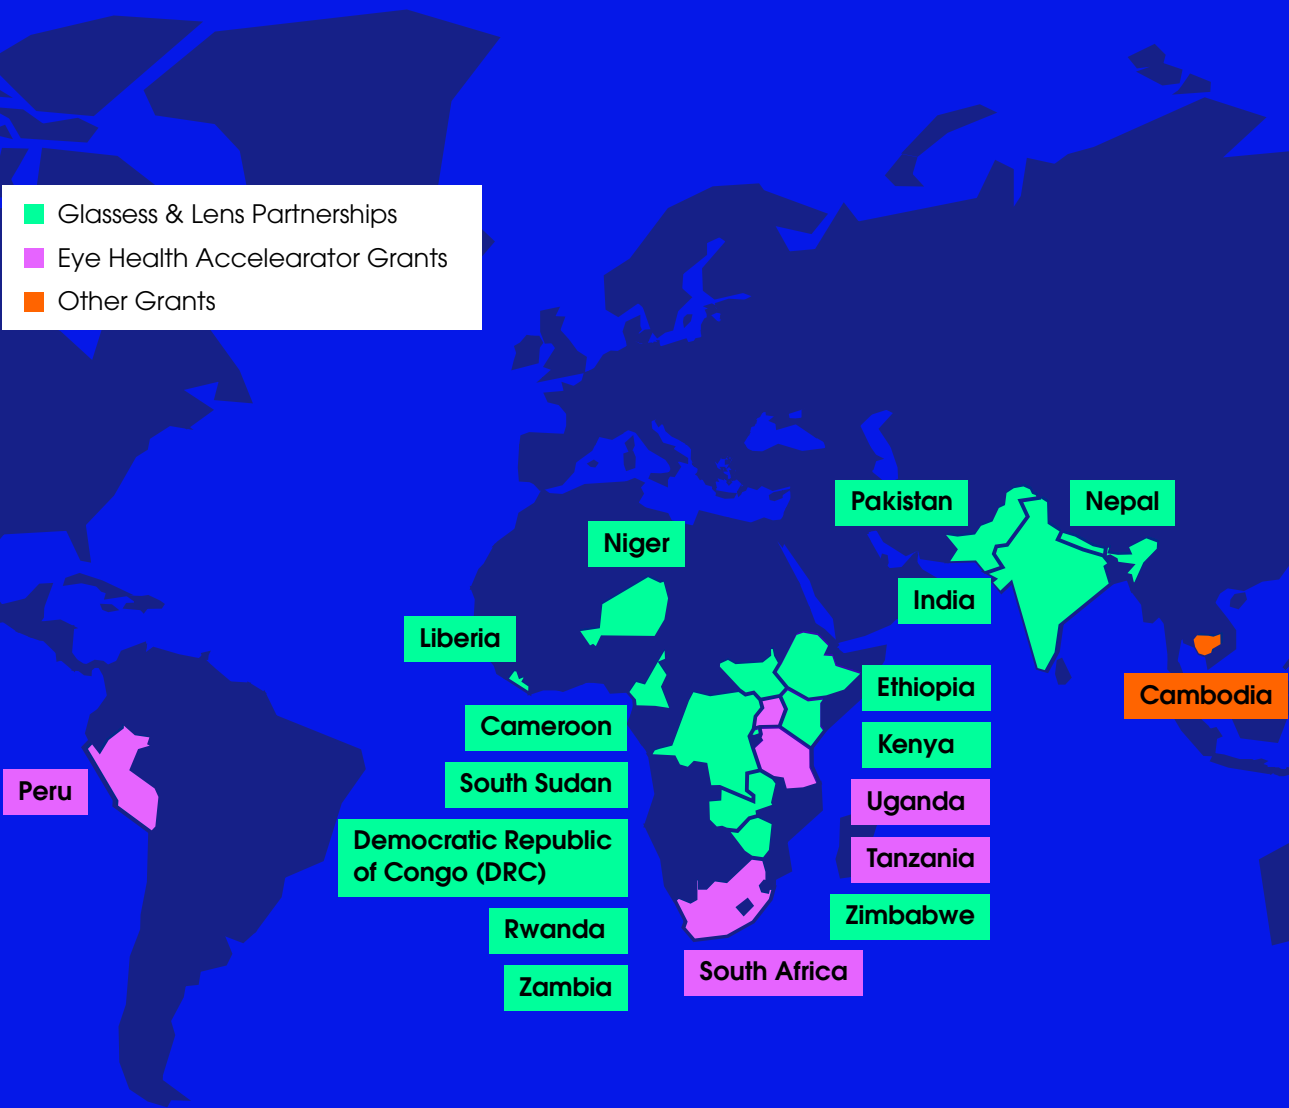 Glassess & Lens Partnerships
Eye Health Accelearator Grants
Other Grants
Pakistan
Nepal
Niger
India
Liberia
Ethiopia
Cambodia
Cameroon
Kenya
South Sudan
Peru
Uganda
Democratic Republic
of Congo (DRC)
Tanzania
Rwanda
Zimbabwe
South Africa
Zambia